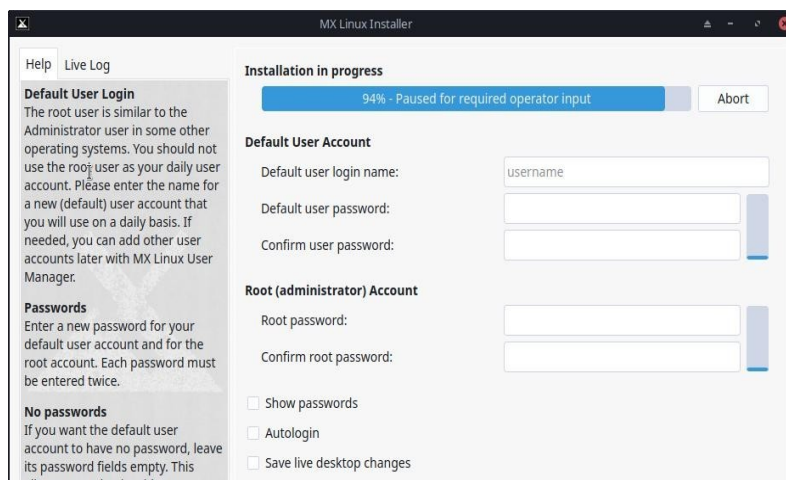 MX Linux Installer
Help Live Log
Default User Login
The root user is similar to the
Administrator user in some other
operating systems. You should not
use the root user as your daily user
account. Please enter the name for
a new (default) user account that
you will use on a daily basis. If
needed, you can add other user
accounts later with MX Linux User
Manager.
Passwords
Enter a new password for your
default user account and for the
root account. Each password must
be entered twice.
No passwords
If you want the default user
account to have no password, leave
its password fields empty. This
Installation in progress
94% - Paused for required operator input Abort
Default User Account
Default user login name: username
Default user password:
Confirm user password:
Root (administrator) Account
Root password:
Confirm root password:
Show passwords
Autologin
Save live desktop changes